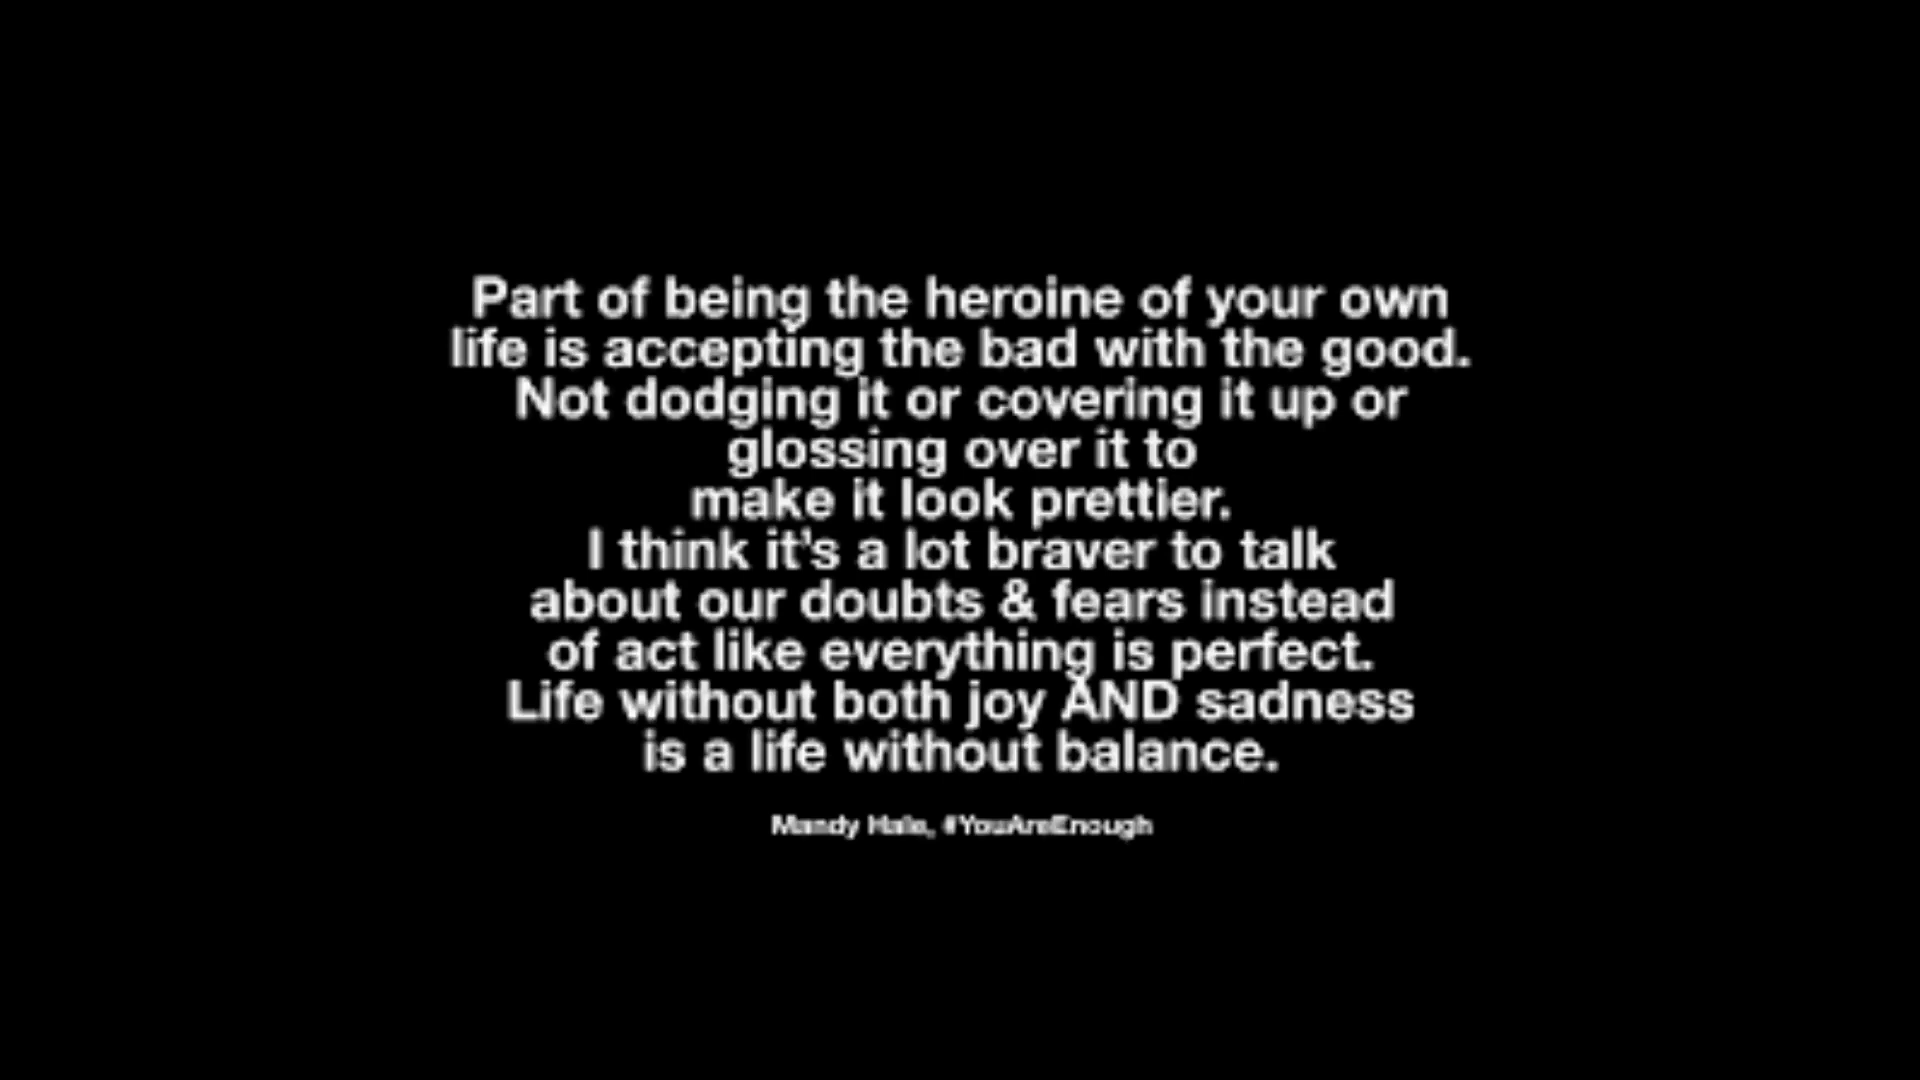 Part of being the heroine of your own
life is accepting the bad with the good.
Not dodging it or covering it up or
glossing over it to
make it look prettier.
I think it's a lot braver to talk
about our doubts & fears instead
of act like everything is perfect.
Life without both joy AND sadness
is a life without balance.
Mandy Hale, #YouAreEnough